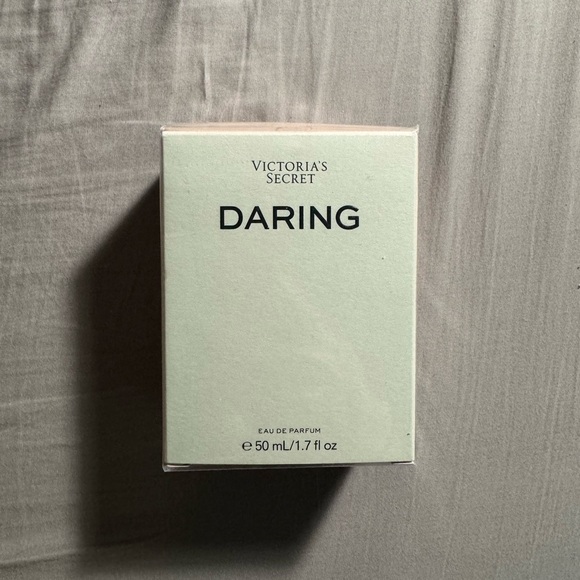 VICTORIA'S
SECRET
DARING
EAU DE PARFUM
℮ 50 mL/1.7 fl oz